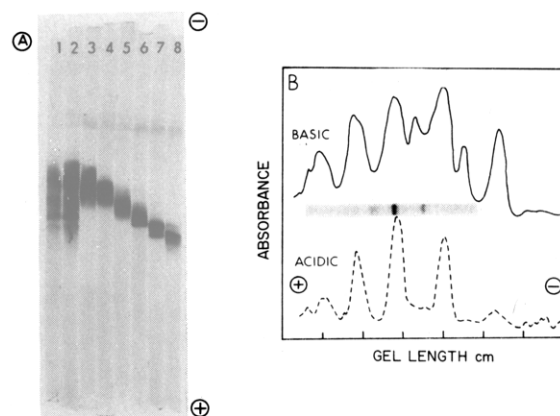 A
−
1 2 3 4 5 6 7 8
+
B
BASIC
ACIDIC
+
−
ABSORBANCE
GEL LENGTH cm